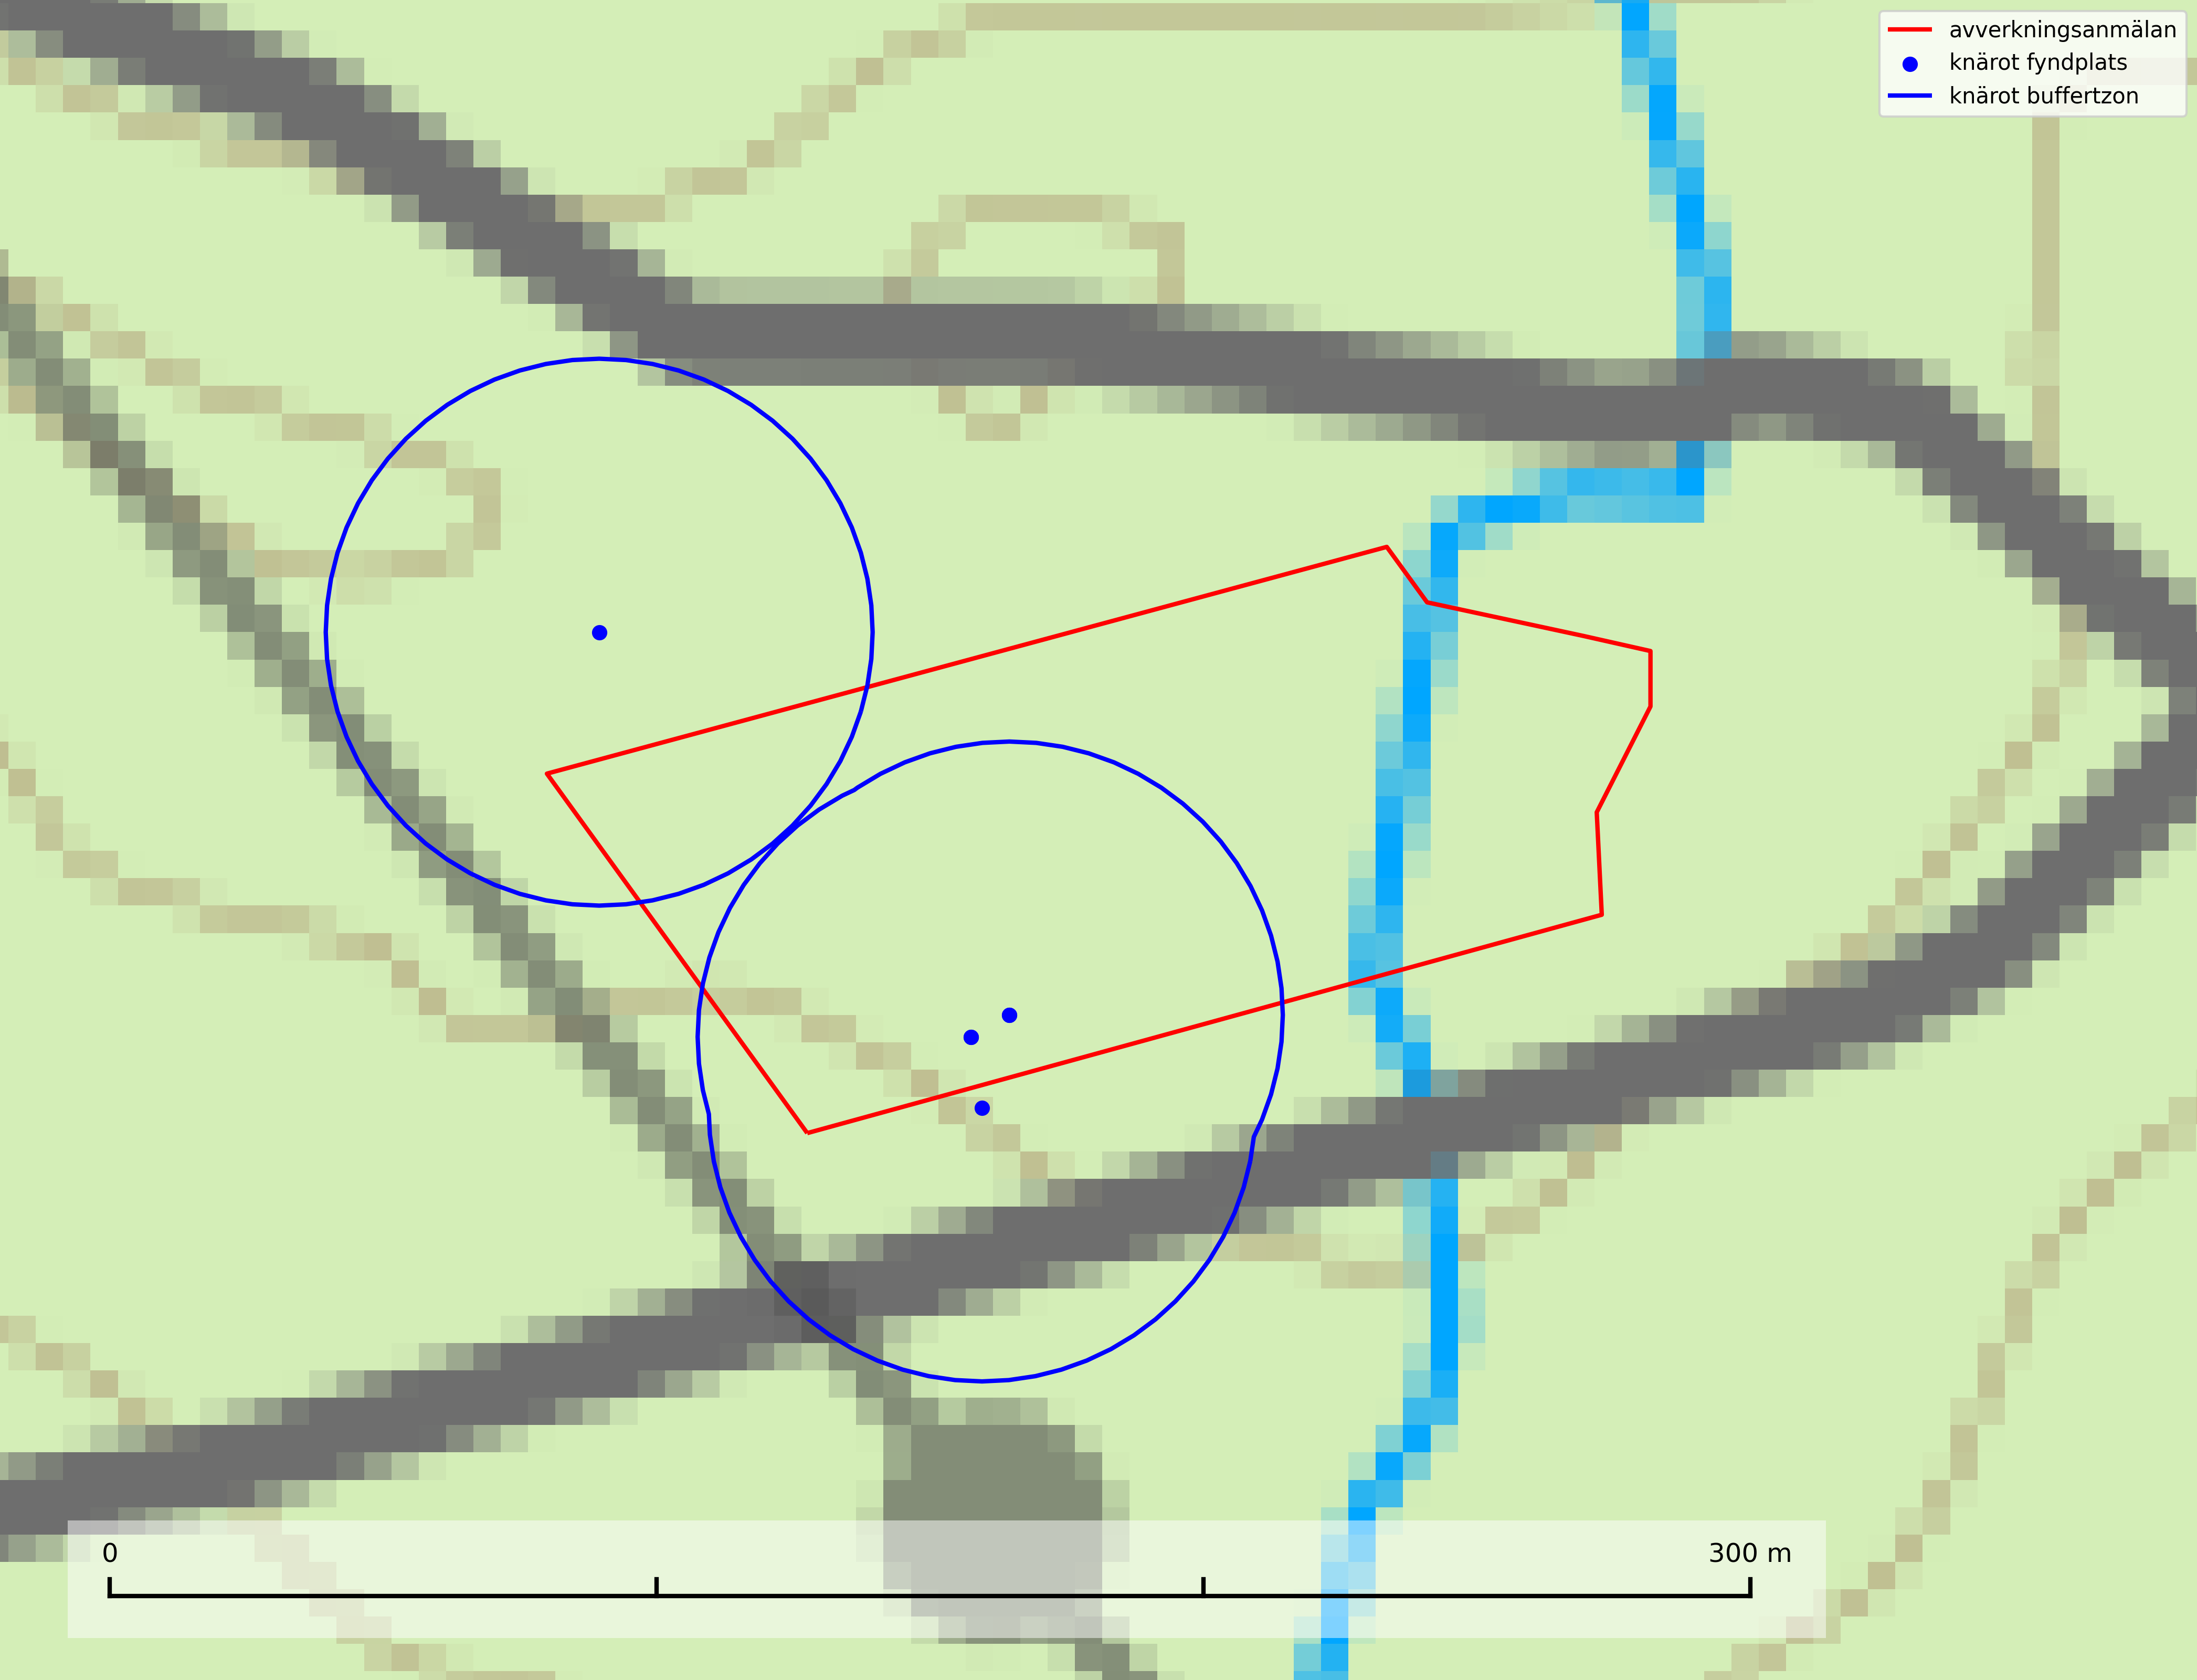 avverkningsanmälan
knärot fyndplats
knärot buffertzon
0
300 m